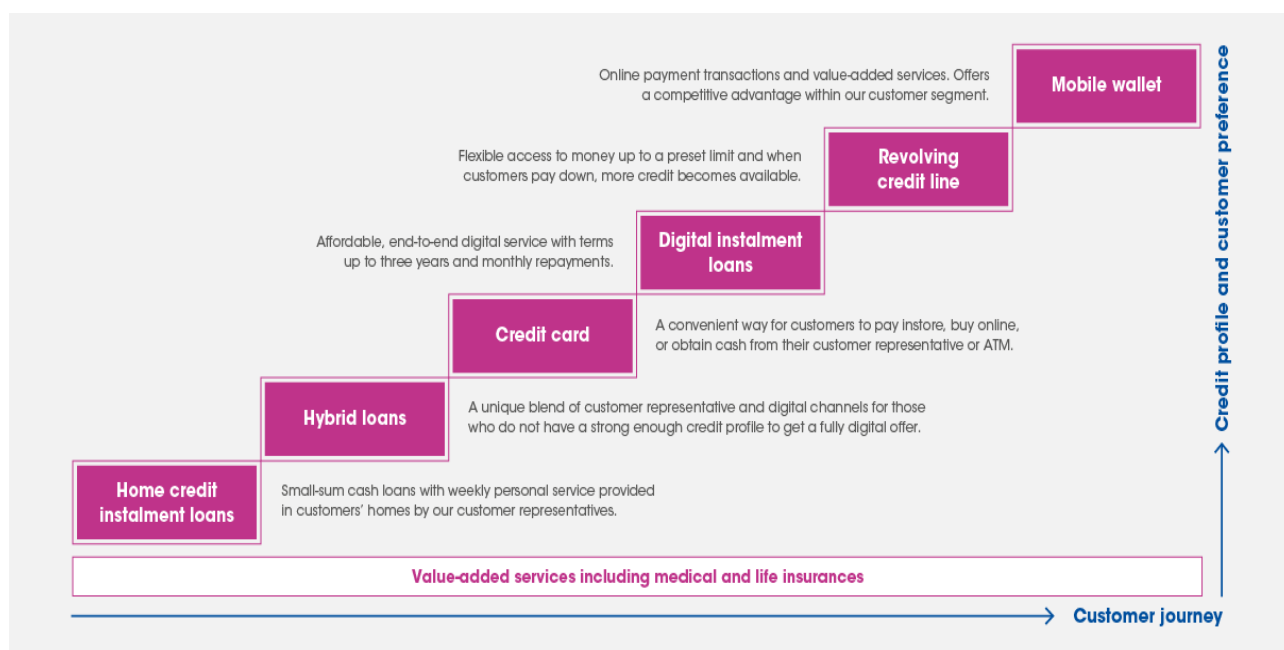 Online payment transactions and value-added services. Offers
a competitive advantage within our customer segment.
Mobile wallet
Flexible access to money up to a preset limit and when
customers pay down, more credit becomes available.
Revolving
credit line
Affordable, end-to-end digital service with terms
up to three years and monthly repayments.
Digital instalment
loans
Credit card
A convenient way for customers to pay instore, buy online,
or obtain cash from their customer representative or ATM.
Hybrid loans
A unique blend of customer representative and digital channels for those
who do not have a strong enough credit profile to get a fully digital offer.
Home credit
instalment loans
Small-sum cash loans with weekly personal service provided
in customers’ homes by our customer representatives.
Value-added services including medical and life insurances
Customer journey
Credit profile and customer preference